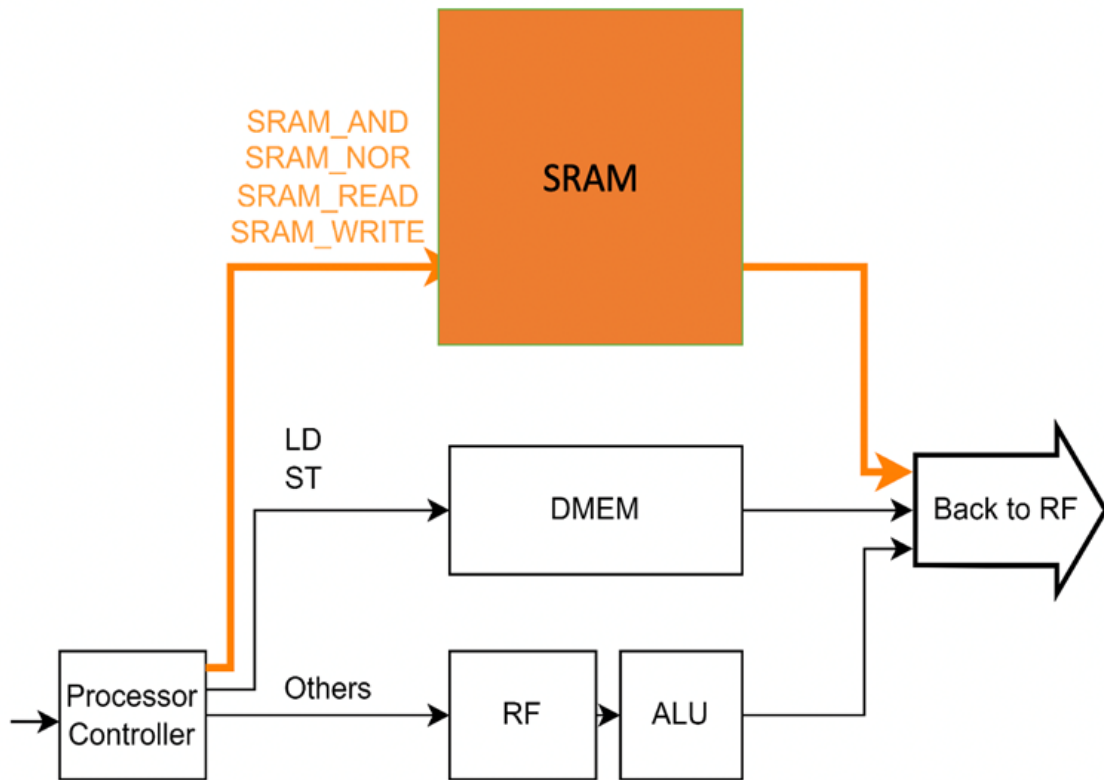 SRAM_AND
SRAM_NOR
SRAM_READ
SRAM_WRITE
SRAM
LD
ST
DMEM
Back to RF
Processor
Controller
Others
RF
ALU